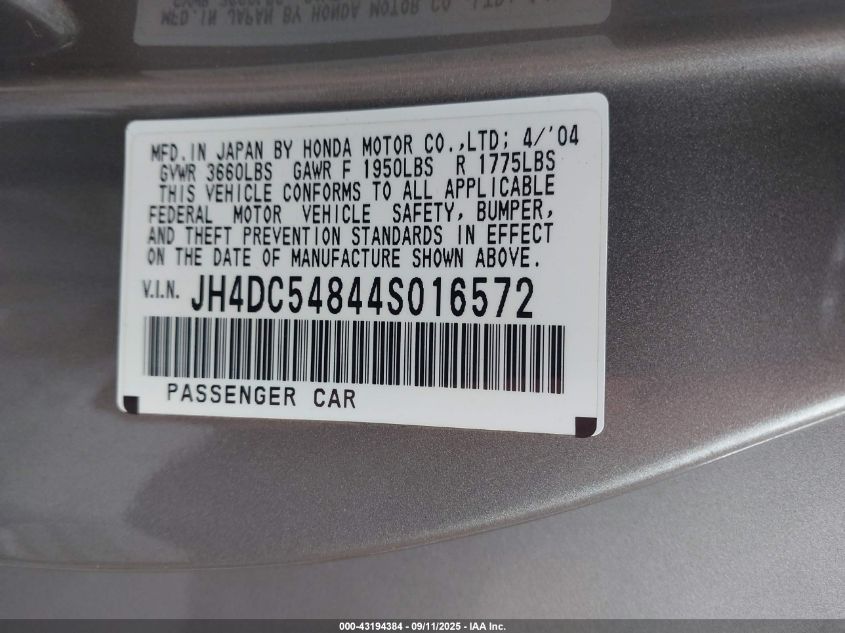 MFD.IN JAPAN BY HONDA MOTOR CO.,LTD; 4/'04
GVWR 3660LBS GAWR F 1950LBS R 1775LBS
THIS VEHICLE CONFORMS TO ALL APPLICABLE
FEDERAL MOTOR VEHICLE SAFETY, BUMPER,
AND THEFT PREVENTION STANDARDS IN EFFECT
ON THE DATE OF MANUFACTURE SHOWN ABOVE.
V.I.N. JH4DC54844S016572
PASSENGER CAR
000-43194384 - 09/11/2025 - IAA Inc.